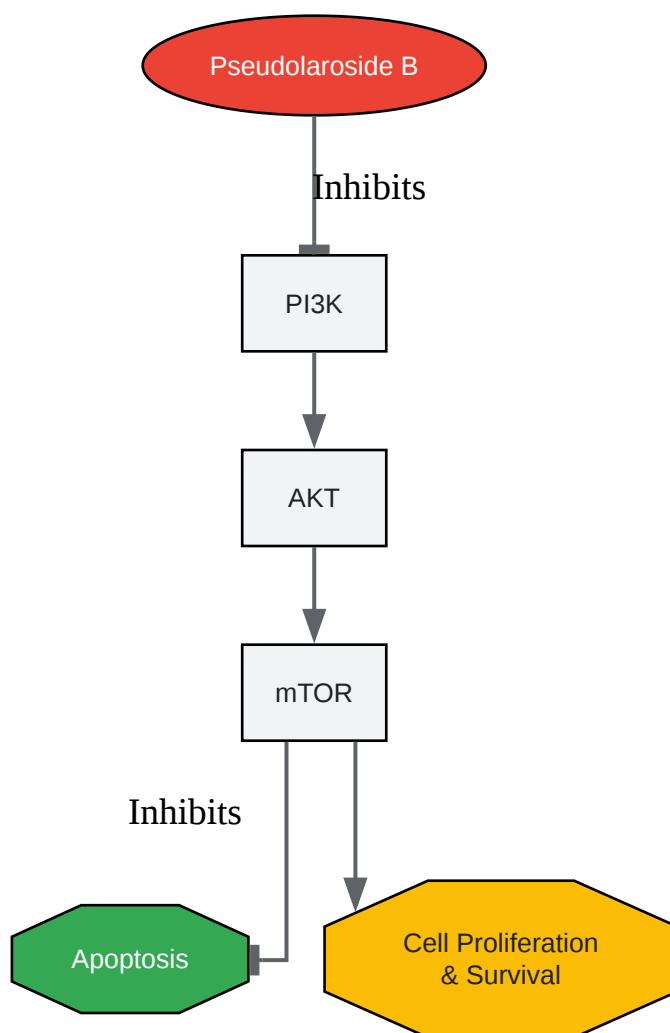 Pseudolaroside B
Inhibits
PI3K
AKT
mTOR
Inhibits
Apoptosis
Cell Proliferation
& Survival